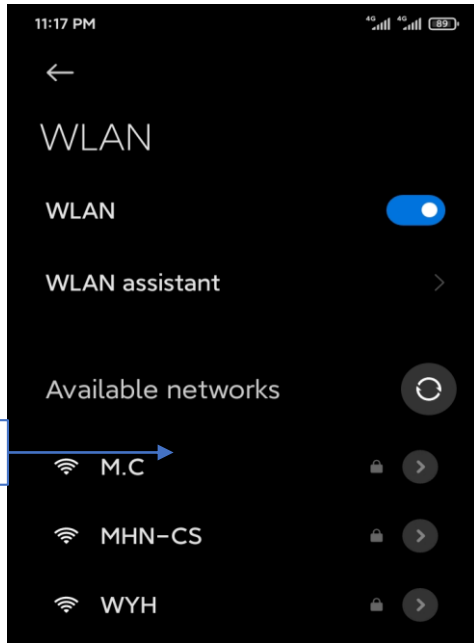 11:17 PM 4G 4G 89
WLAN
WLAN
WLAN assistant
Available networks
M.C
MHN-CS
WYH